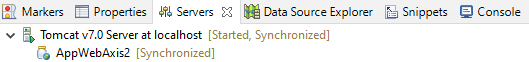 Markers Properties Servers Data Source Explorer Snippets Console
Tomcat v7.0 Server at localhost [Started, Synchronized]
AppWebAxis2 [Synchronized]